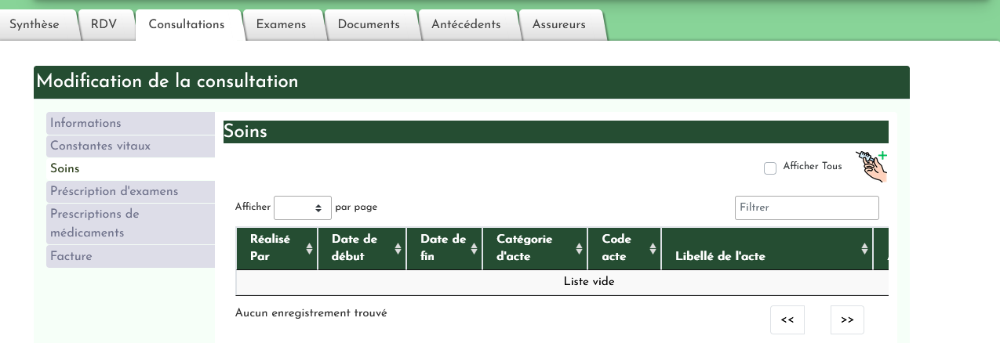 Synthèse RDV Consultations Examens Documents Antécédents Assureurs
Modification de la consultation
Informations
Constantes vitaux
Soins
Préscription d'examens
Prescriptions de
médicaments
Facture
Soins
Afficher Tous
Afficher par page
Filtrer
Réalisé
Par
Date de
début
Date de
fin
Catégorie
d'acte
Code
acte
Libellé de l'acte
Liste vide
Aucun enregistrement trouvé
<< >>